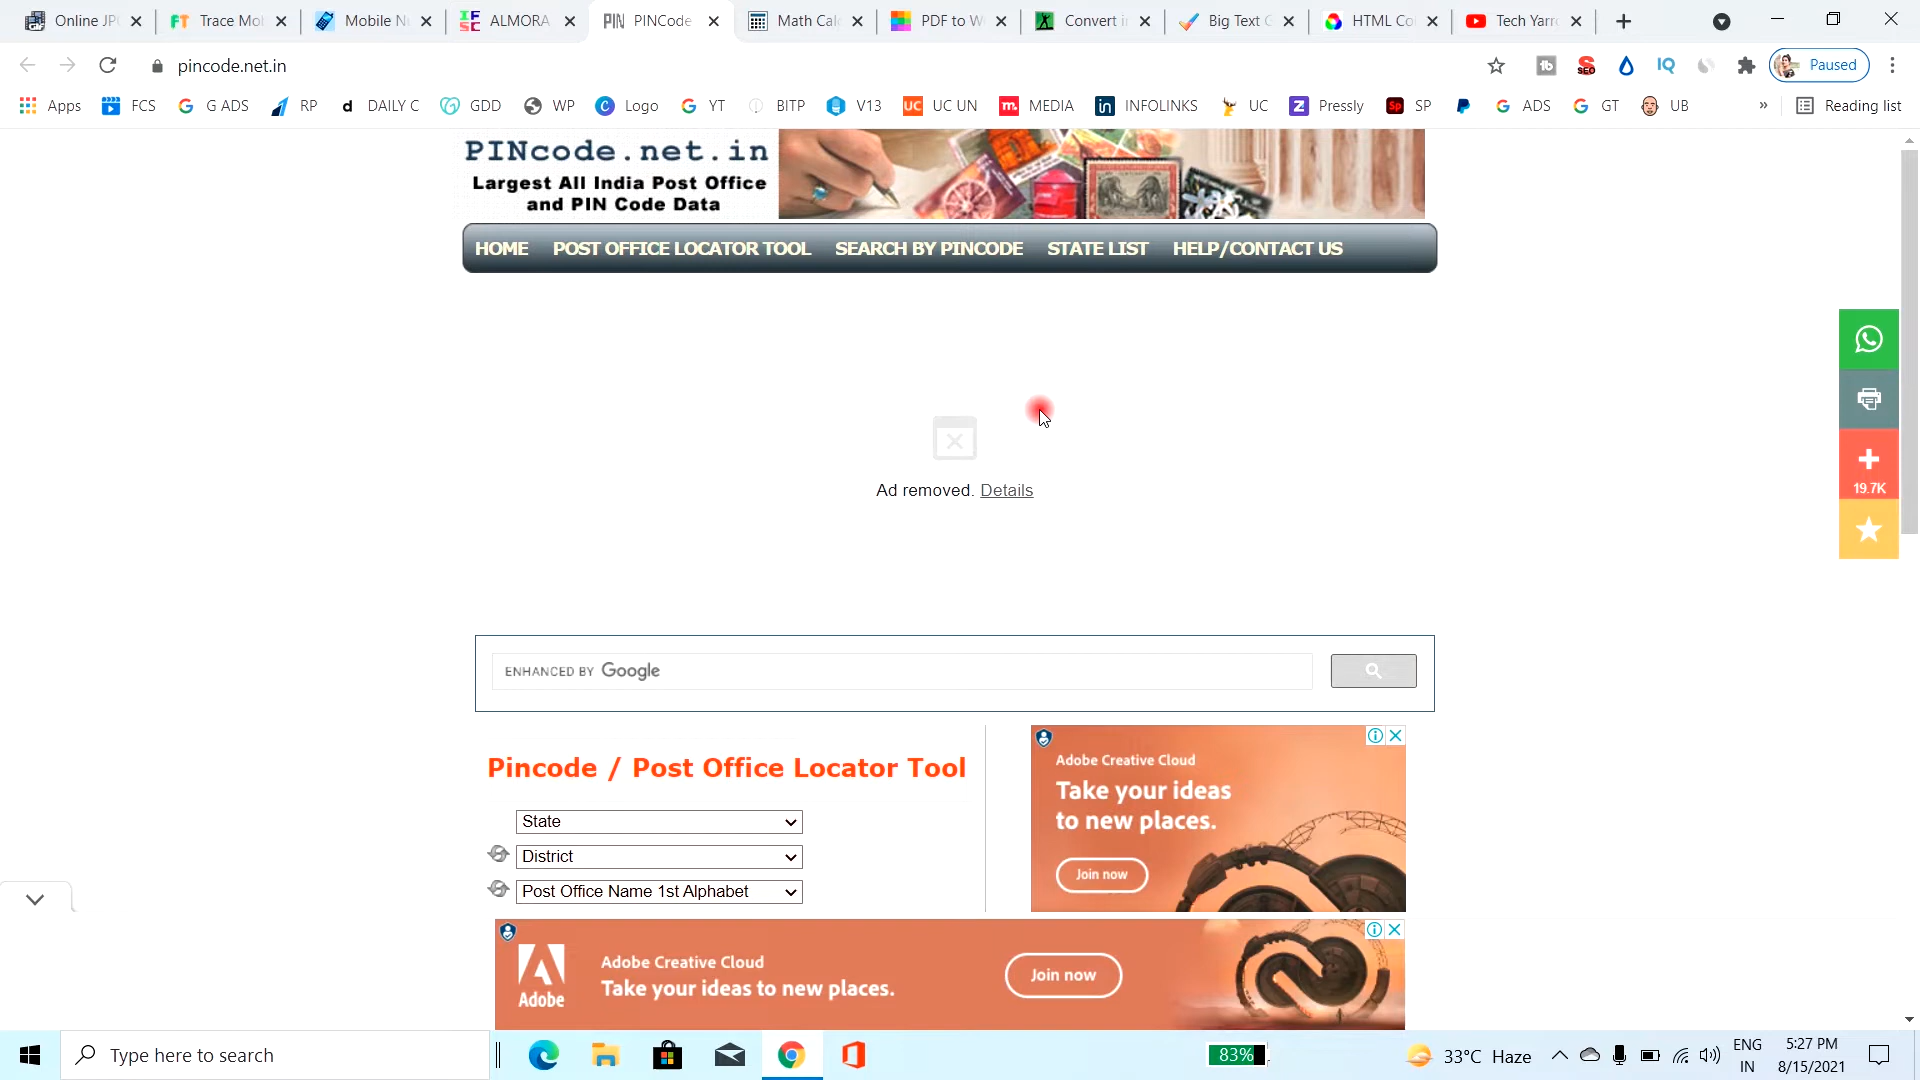 Online JP
Trace Mo
Mobile N
ALMORA
PINCode
Math Cal
PDF to W
Convert i
Big Text G
HTML Co
Tech Yarr
pincode.net.in
Paused
Apps FCS G ADS RP DAILY C GDD WP Logo YT BITP V13 UC UN MEDIA INFOLINKS UC Pressly SP ADS GT UB » Reading list
PINcode.net.in
Largest All India Post Office
and PIN Code Data
HOME POST OFFICE LOCATOR TOOL SEARCH BY PINCODE STATE LIST HELP/CONTACT US
19.7K
Ad removed. Details
ENHANCED BY Google
Pincode / Post Office Locator Tool
State
District
Post Office Name 1st Alphabet
Adobe Creative Cloud
Take your ideas
to new places.
Join now
Adobe
Adobe Creative Cloud
Take your ideas to new places.
Join now
Type here to search
83%
33°C Haze
ENG
IN
5:27 PM
8/15/2021